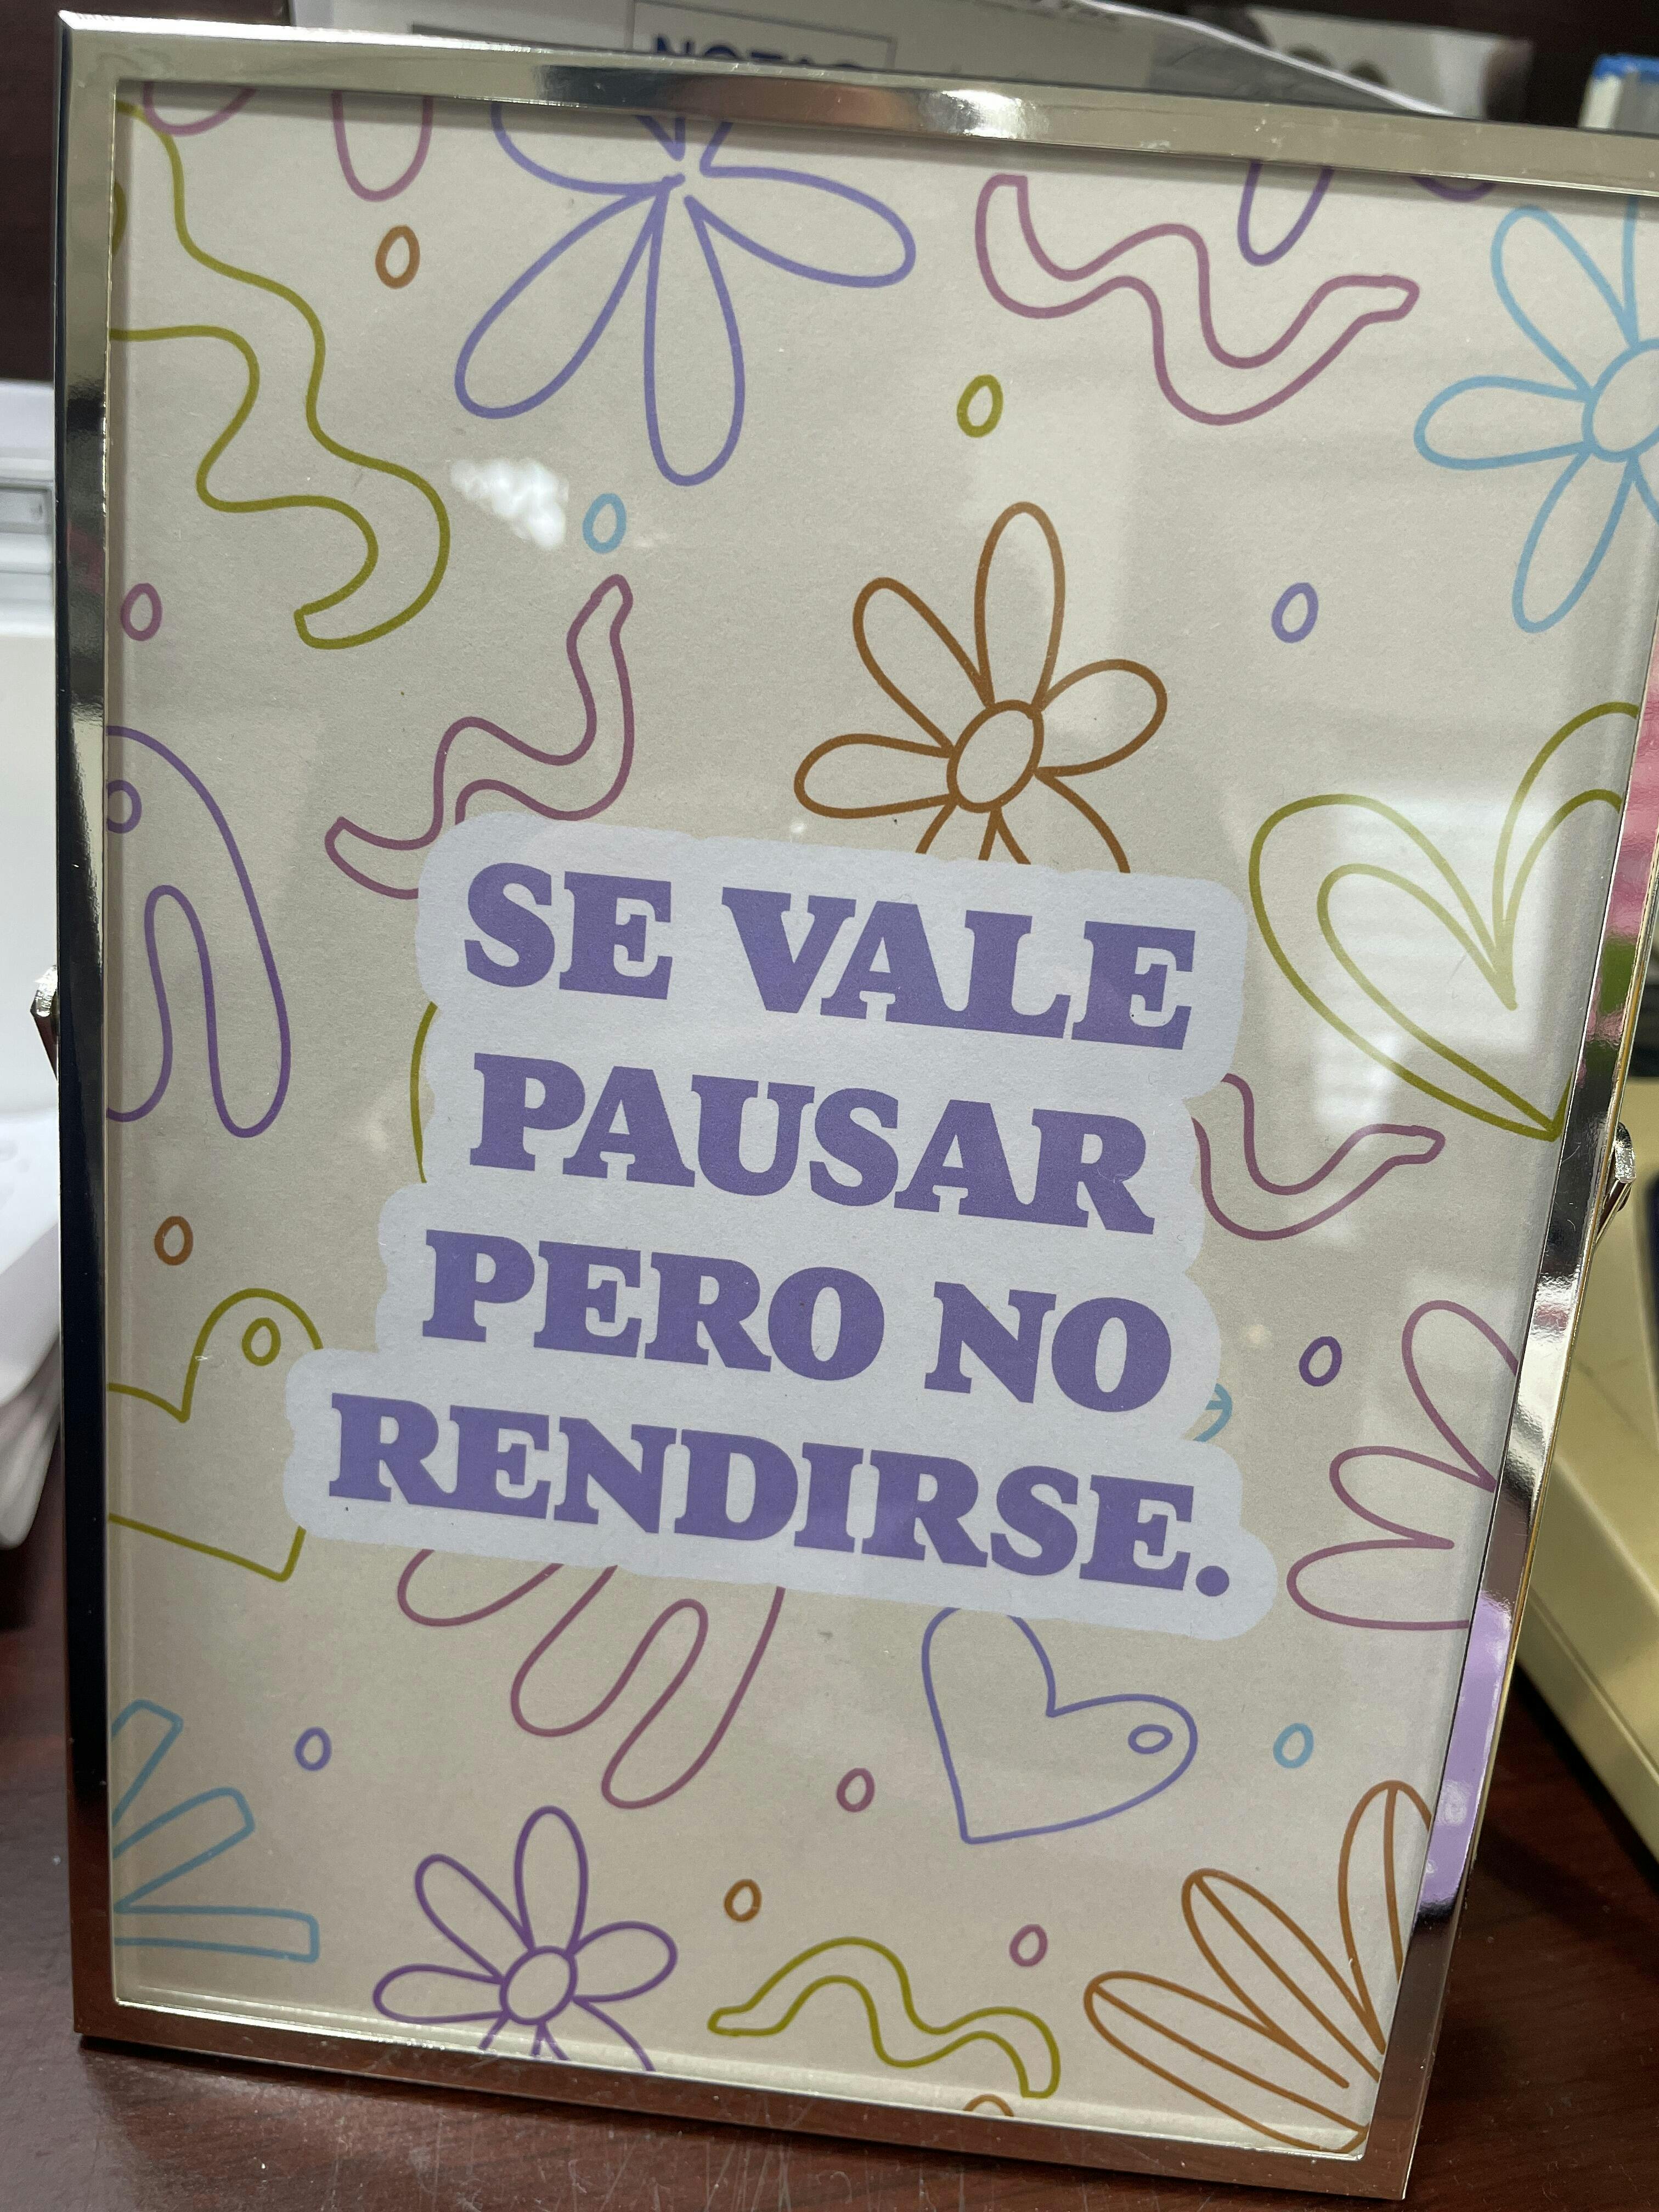 SE VALE
PAUSAR
PERO NO
RENDIRSE.